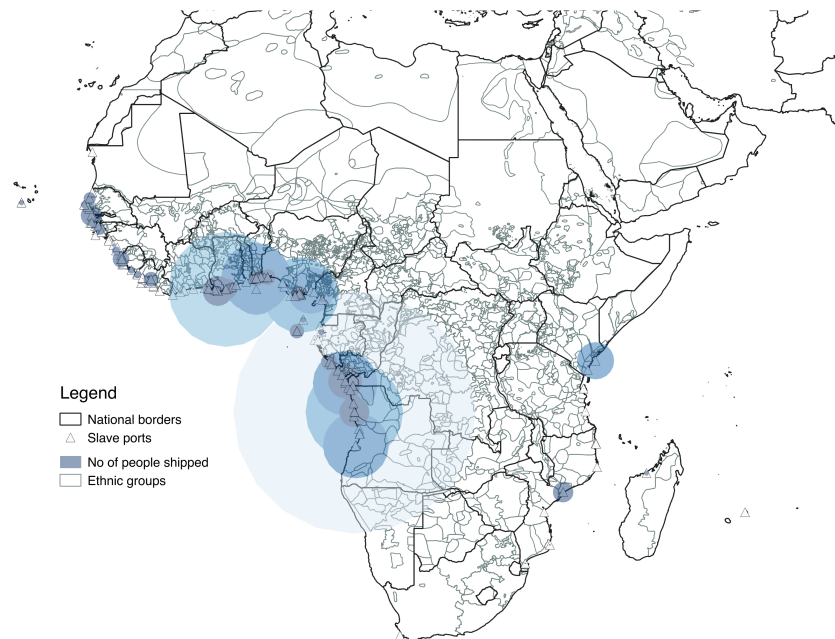 Legend
National borders
Slave ports
No of people shipped
Ethnic groups